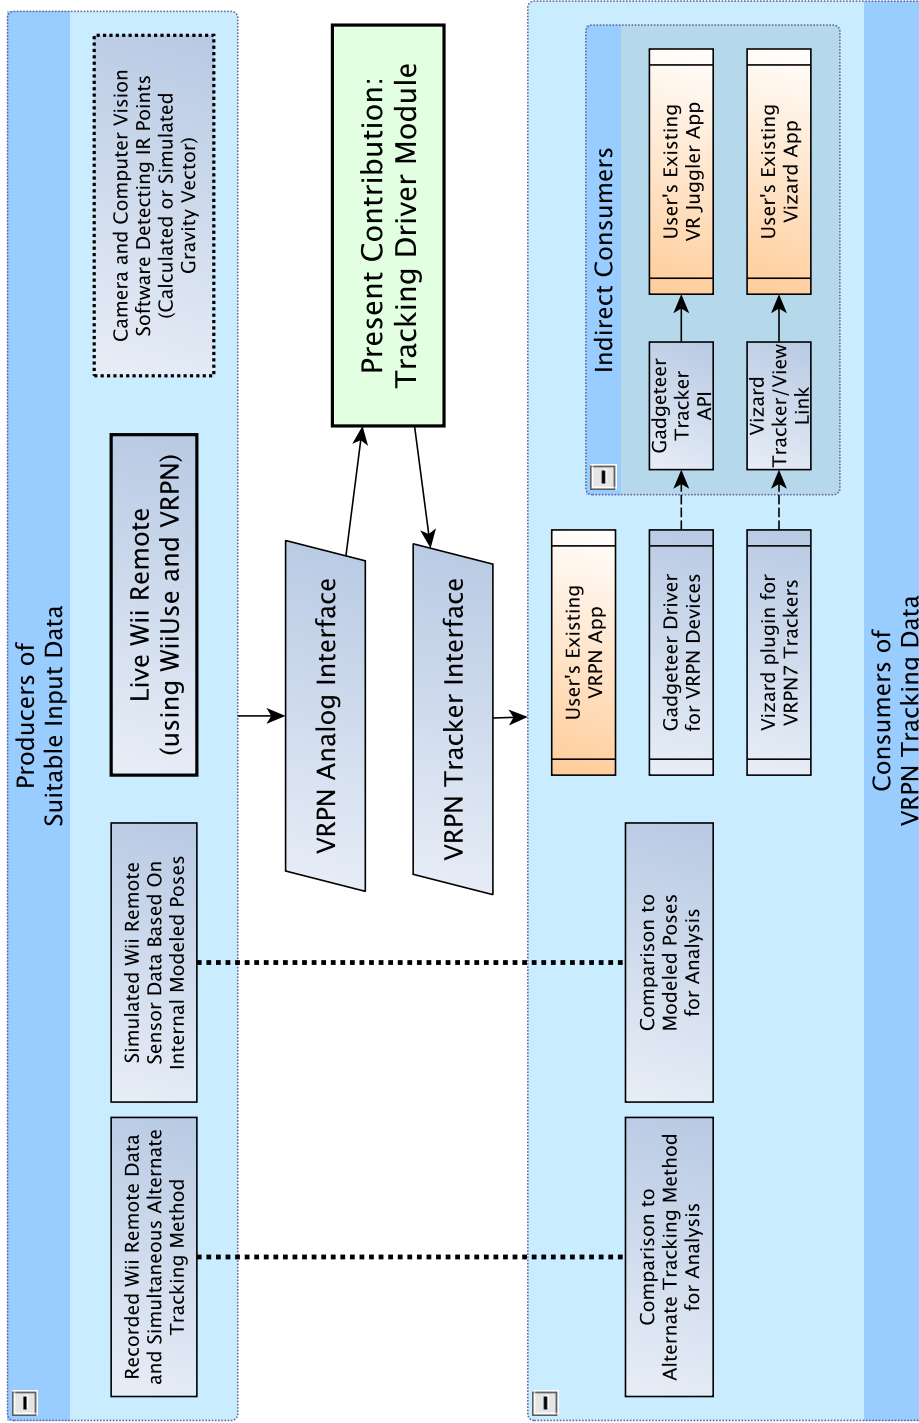 Producers of
Suitable Input Data
Recorded Wii Remote Data
and Simultaneous Alternate
Tracking Method
Simulated Wii Remote
Sensor Data Based On
Internal Modeled Poses
Live Wii Remote
(using WiiUse and VRPN)
Camera and Computer Vision
Software Detecting IR Points
(Calculated or Simulated
Gravity Vector)
VRPN Analog Interface
Present Contribution:
Tracking Driver Module
VRPN Tracker Interface
Indirect Consumers
User's Existing
VRPN App
Comparison to
Alternate Tracking Method
for Analysis
Comparison to
Modeled Poses
for Analysis
Gadgeteer Driver
for VRPN Devices
Gadgeteer
Tracker
API
User's Existing
VR Juggler App
Vizard plugin for
VRPN7 Trackers
Vizard
Tracker/View
Link
User's Existing
Vizard App
Consumers of
VRPN Tracking Data